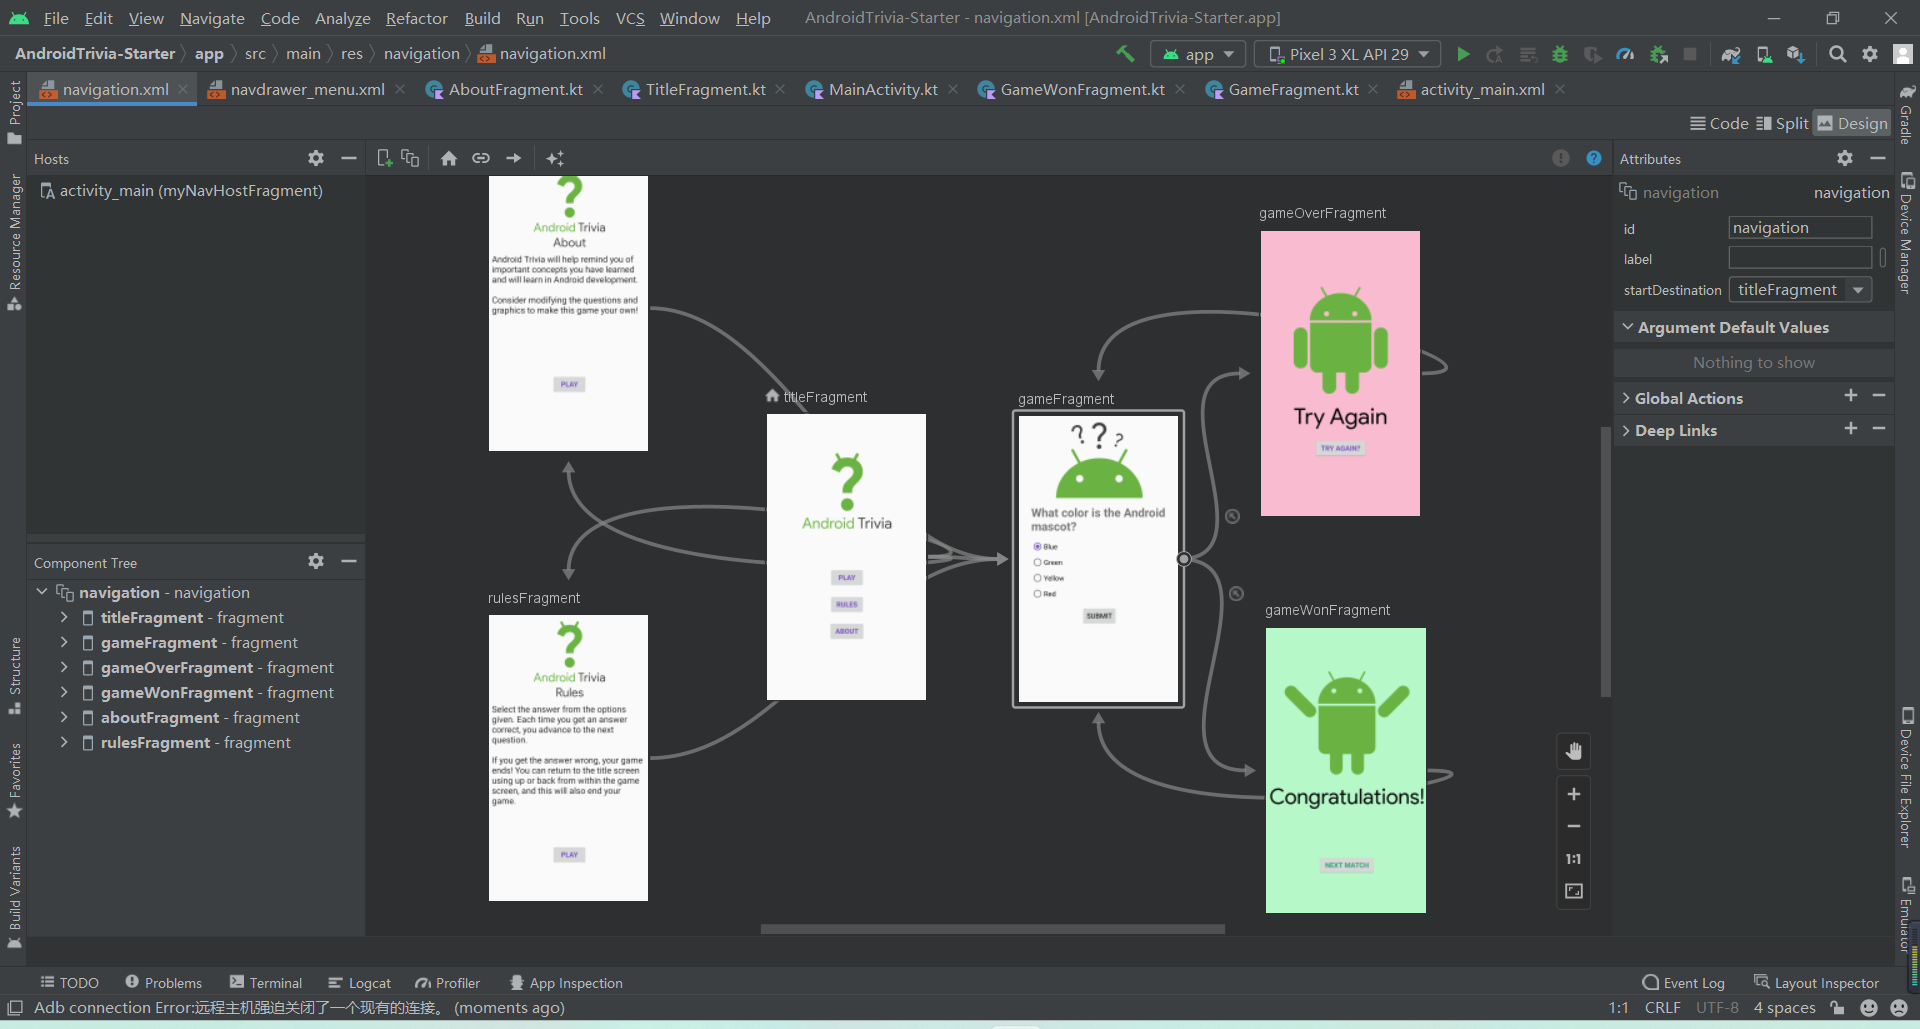 File Edit View Navigate Code Analyze Refactor Build Run Tools VCS Window Help AndroidTrivia-Starter - navigation.xml [AndroidTrivia-Starter.app]
AndroidTrivia-Starter app src main res navigation navigation.xml
app Pixel 3 XL API 29
navigation.xml navdrawer_menu.xml AboutFragment.kt TitleFragment.kt MainActivity.kt GameWonFragment.kt GameFragment.kt activity_main.xml
Code Split Design
Project
Resource Manager
Structure
Favorites
Build Variants
Hosts
activity_main (myNavHostFragment)
Component Tree
navigation - navigation
titleFragment - fragment
gameFragment - fragment
gameOverFragment - fragment
gameWonFragment - fragment
aboutFragment - fragment
rulesFragment - fragment
?
Android Trivia
About
Android Trivia will help remind you of
important concepts you have learned
and will learn in Android development.
Consider modifying the questions and
graphics to make this game your own!
PLAY
rulesFragment
?
Android Trivia
Rules
Select the answer from the options
given. Each time you get an answer
correct, you advance to the next
question.
If you get the answer wrong, your game
ends! You can return to the title screen
using up or back from within the game
screen, and this will also end your
game.
PLAY
titleFragment
?
Android Trivia
PLAY
RULES
ABOUT
gameFragment
? ? ?
What color is the Android
mascot?
Blue
Green
Yellow
Red
SUBMIT
gameOverFragment
Try Again
TRY AGAIN?
gameWonFragment
Congratulations!
NEXT MATCH
1:1
Attributes
navigation navigation
id navigation
label
startDestination titleFragment
Argument Default Values
Nothing to show
Global Actions
Deep Links
Gradle
Device Manager
Device File Explorer
Emulator
TODO Problems Terminal Logcat Profiler App Inspection Event Log Layout Inspector
Adb connection Error:远程主机强迫关闭了一个现有的连接。 (moments ago) 1:1 CRLF UTF-8 4 spaces